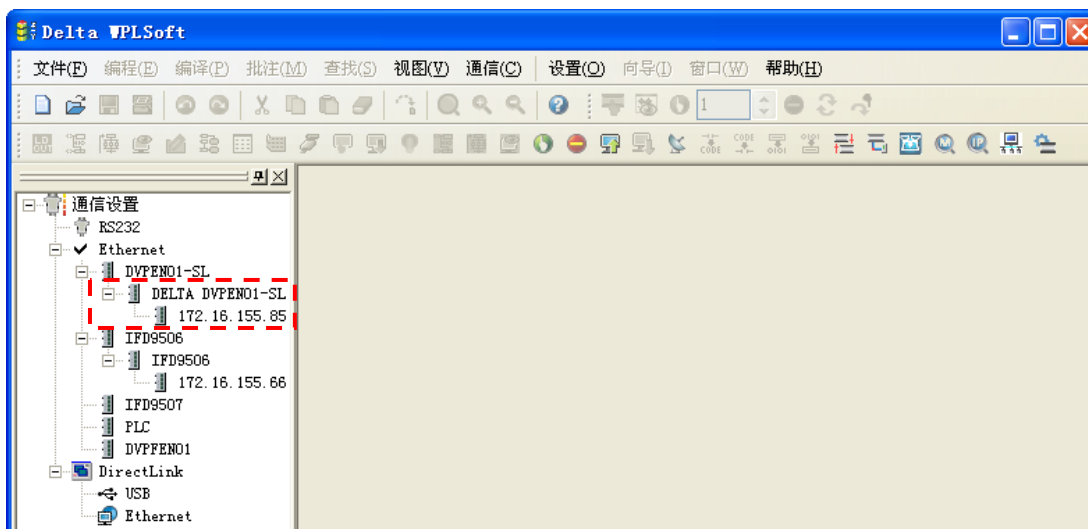 Delta WPLSoft
文件(F) 编程(E) 编译(P) 批注(M) 查找(S) 视图(V) 通信(C) 设置(O) 向导(I) 窗口(W) 帮助(H)
1
通信设置
RS232
Ethernet
DVPEN01-SL
DELTA DVPEN01-SL
172.16.155.85
IFD9506
IFD9506
172.16.155.66
IFD9507
PLC
DVPFEN01
DirectLink
USB
Ethernet